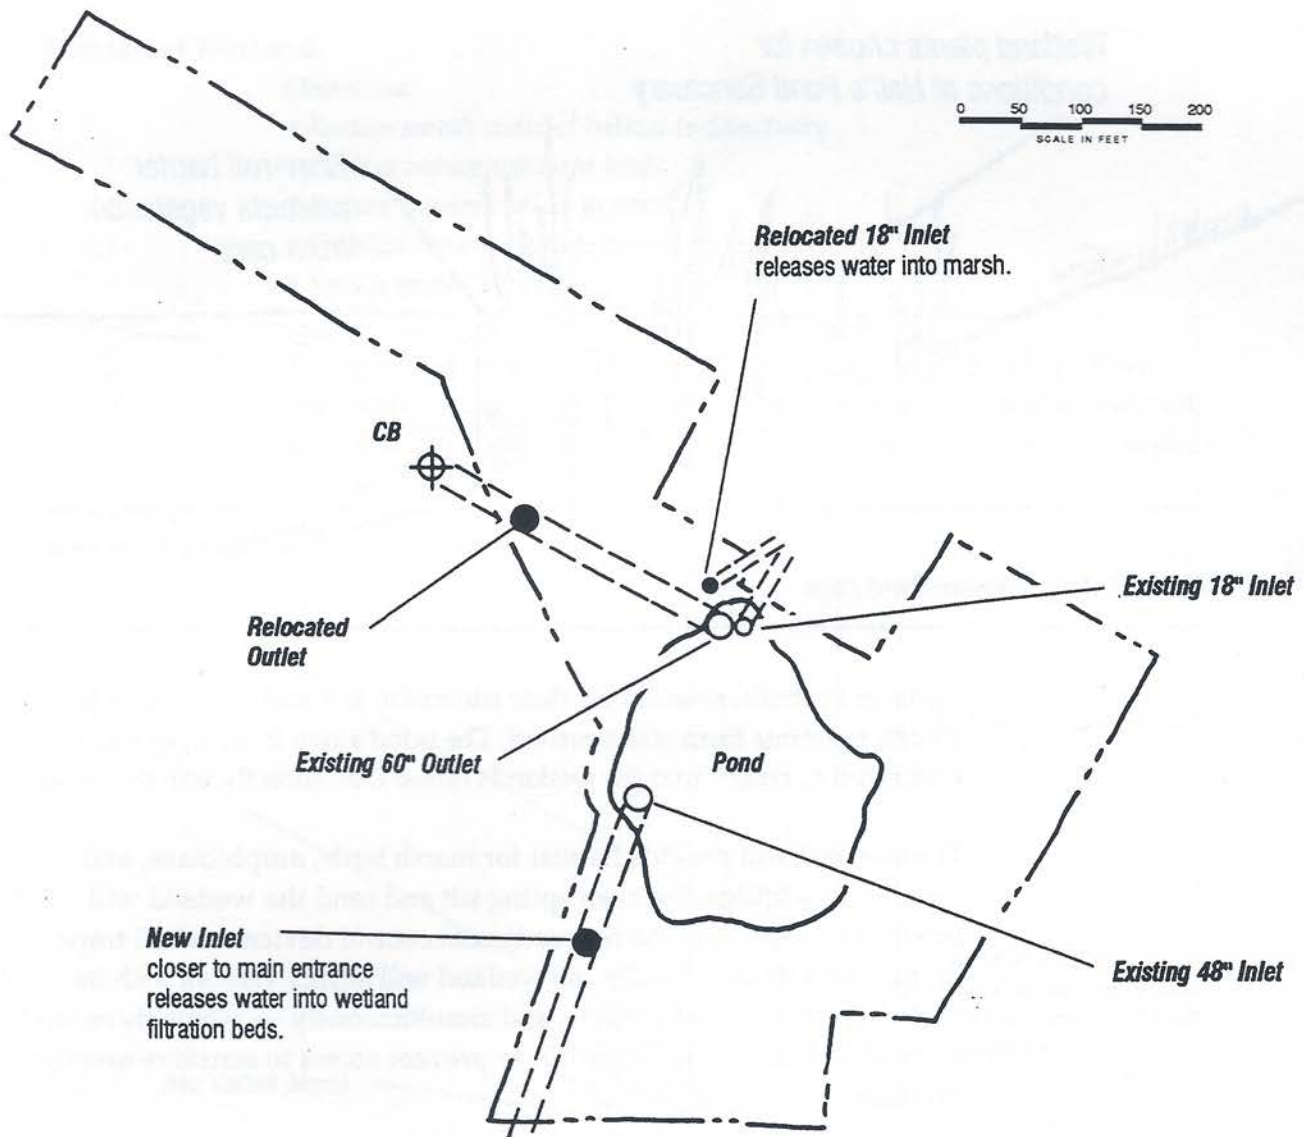 0 50 100 150 200
SCALE IN FEET
Relocated 18" Inlet
releases water into marsh.
CB
Existing 18" Inlet
Relocated
Outlet
Existing 60" Outlet
Pond
New Inlet
closer to main entrance
releases water into wetland
filtration beds.
Existing 48" Inlet